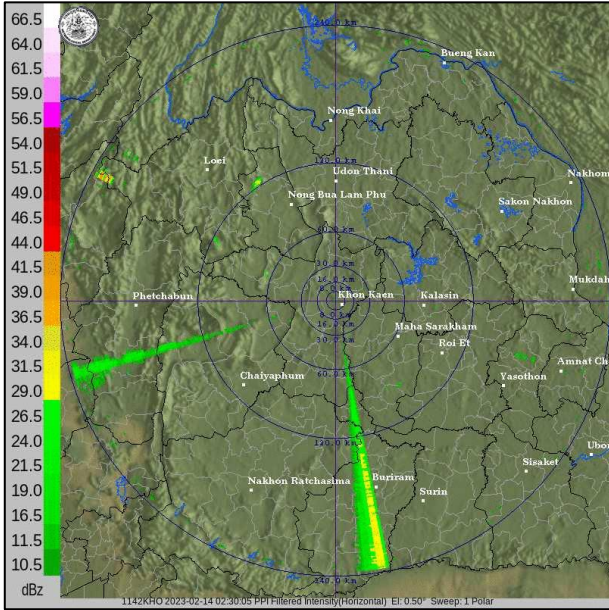 66.5
64.0
61.5
59.0
56.5
54.0
51.5
49.0
46.5
44.0
41.5
39.0
36.5
34.0
31.5
29.0
26.5
24.0
21.5
19.0
16.5
14.0
11.5
10.5
dBz
Bueng Kan
Nong Khai
Loei
Udon Thani
Nakhom
Nong Bua Lam Phu
Sakon Nakhon
Mukdah
Phetchabun
Khon Kaen
Kalasin
Maha Sarakham
Roi Et
Amnat Ch
Chaiyaphum
Yasothon
120.0 km
Ubon
Sisaket
Nakhon Ratchasima
Buriram
Surin
1142KHO 2023-02-14 02:30:05 PPI Filtered Intensity(Horizontal) El: 0.50° Sweep: 1 Polar